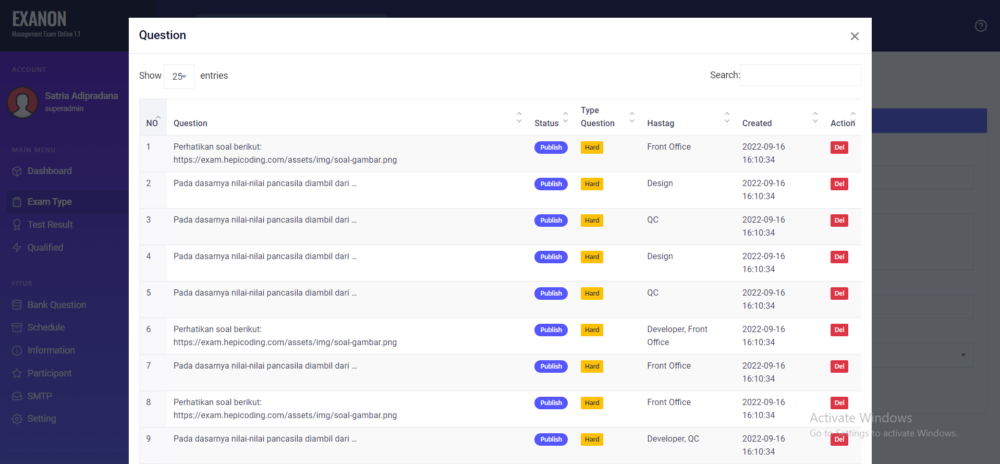 EXANON
Management Exam Online 1.1
ACCOUNT
Satria Adipradana
superadmin
MAIN MENU
Dashboard
Exam Type
Test Result
Qualified
FITUR
Bank Question
Schedule
Information
Participant
SMTP
Setting
Question
Show 25 entries
Search:
NO Question Status Type Question Hastag Created Action
1 Perhatikan soal berikut: Publish Hard Front Office 2022-09-16 Del
https://exam.hepicoding.com/assets/img/soal-gambar.png 16:10:34
2 Pada dasarnya nilai-nilai pancasila diambil dari ... Publish Hard Design 2022-09-16 Del
16:10:34
3 Pada dasarnya nilai-nilai pancasila diambil dari ... Publish Hard QC 2022-09-16 Del
16:10:34
4 Pada dasarnya nilai-nilai pancasila diambil dari ... Publish Hard Design 2022-09-16 Del
16:10:34
5 Pada dasarnya nilai-nilai pancasila diambil dari ... Publish Hard QC 2022-09-16 Del
16:10:34
6 Perhatikan soal berikut: Publish Hard Developer, Front 2022-09-16 Del
https://exam.hepicoding.com/assets/img/soal-gambar.png Office 16:10:34
7 Pada dasarnya nilai-nilai pancasila diambil dari ... Publish Hard Front Office 2022-09-16 Del
16:10:34
8 Perhatikan soal berikut: Publish Hard Front Office 2022-09-16 Del
https://exam.hepicoding.com/assets/img/soal-gambar.png 16:10:34
9 Pada dasarnya nilai-nilai pancasila diambil dari ... Publish Hard Developer, QC 2022-09-16 Del
16:10:34
Activate Windows
Go to Settings to activate Windows.